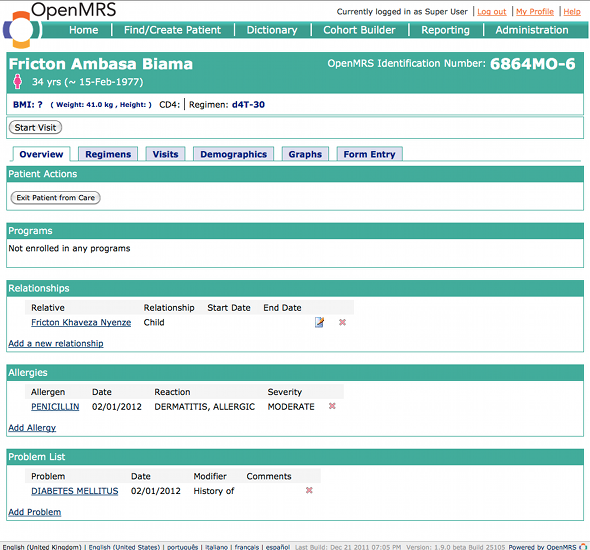 OpenMRS
Currently logged in as Super User | Log out | My Profile | Help
Home | Find/Create Patient | Dictionary | Cohort Builder | Reporting | Administration
Fricton Ambasa Biama
OpenMRS Identification Number: 6864MO-6
34 yrs (~ 15-Feb-1977)
BMI: ? ( Weight: 41.0 kg , Height: ) CD4: | Regimen: d4T-30
Start Visit
Overview Regimens Visits Demographics Graphs Form Entry
Patient Actions
Exit Patient from Care
Programs
Not enrolled in any programs
Relationships
Relative Relationship Start Date End Date
Fricton Khaveza Nyenze Child
Add a new relationship
Allergies
Allergen Date Reaction Severity
PENICILLIN 02/01/2012 DERMATITIS, ALLERGIC MODERATE
Add Allergy
Problem List
Problem Date Modifier Comments
DIABETES MELLITUS 02/01/2012 History of
Add Problem
English (United Kingdom) | English (United States) | português | italiano | français | español Last Build: Dec 21 2011 07:05 PM Version: 1.9.0 beta Build 25105 Powered by OpenMRS